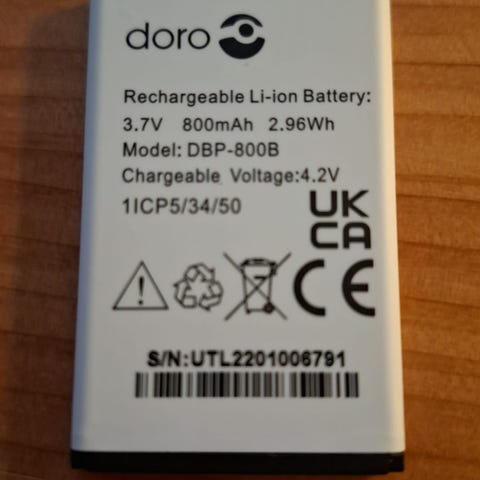 doro
Rechargeable Li-ion Battery:
3.7V 800mAh 2.96Wh
Model: DBP-800B
Chargeable Voltage:4.2V
1ICP5/34/50
UK
CA
CE
S/N:UTL2201006791